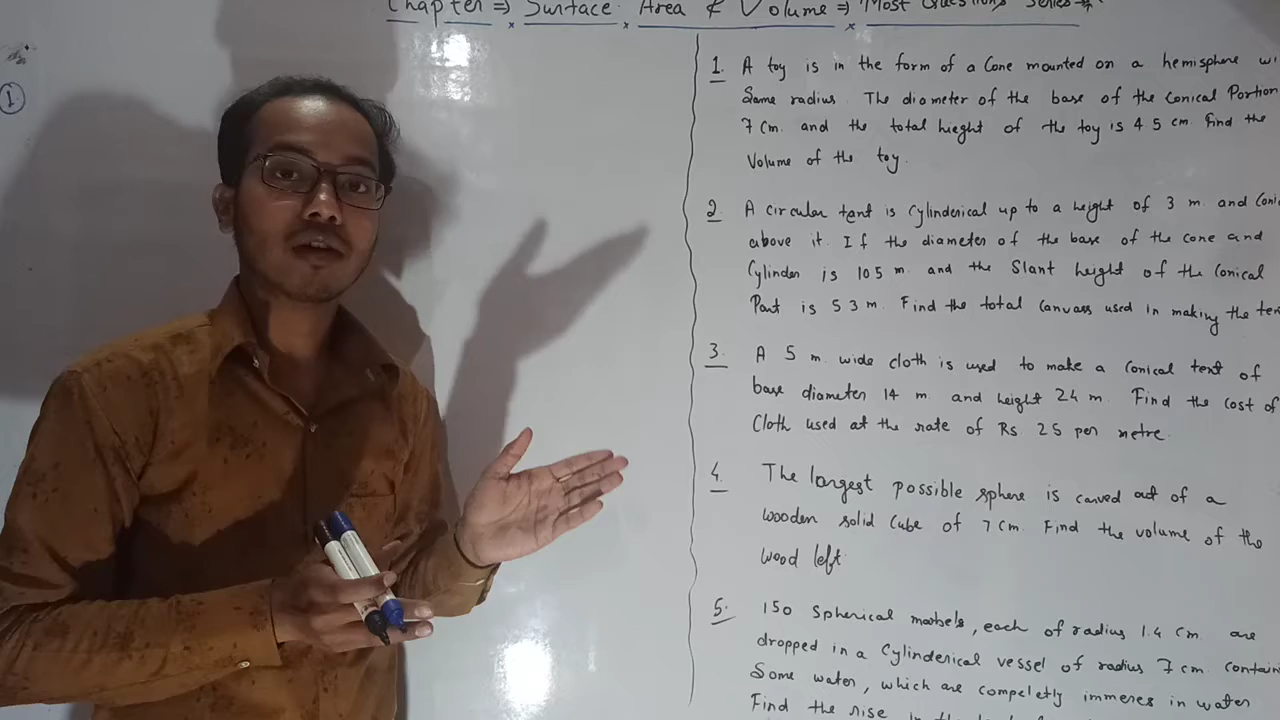 Chapter ⇒ Surface Area & Volume ⇒ Most Questions Series
1
1. A toy is in the form of a Cone mounted on a hemisphere wi
Same radius. The diameter of the base of the Conical Portion
7 cm. and the total hieght of the toy is 4 5 cm. Find the
Volume of the toy.
2. A circular tent is Cylinderical up to a height of 3 m. and Coni
above it. If the diameter of the base of the cone and
Cylinder is 105 m. and the Slant height of the Conical
Part is 53 m. Find the total Canvass used in making the ten
3. A 5 m. wide cloth is used to make a conical tent of
base diameter 14 m. and height 24 m. Find the cost of
Cloth used at the rate of Rs. 25 per metre.
4. The longest possible sphere is carved out of a
wooden solid cube of 7 cm. Find the volume of the
wood left.
5. 150 Spherical marbels, each of radius 1.4 cm. are
dropped in a Cylinderical vessel of radius 7 cm contain
Some water, which are compeletly immeres in water
Find the rise in the